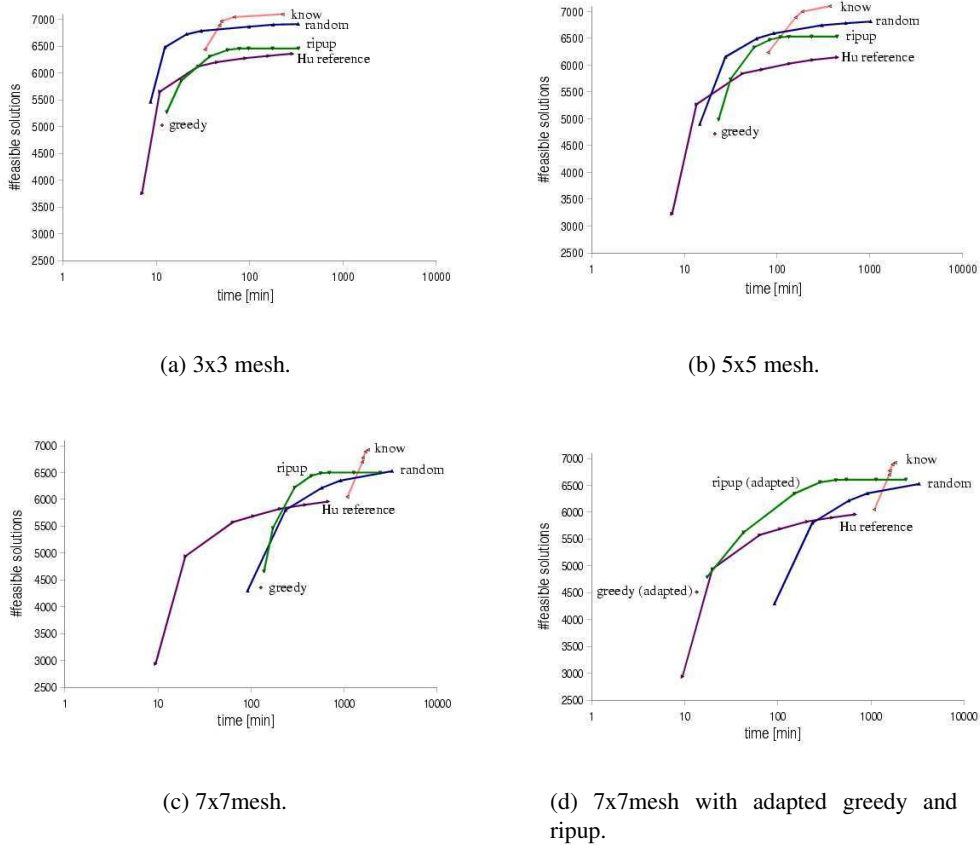 7000
6500
6000
5500
5000
4500
4000
3500
3000
2500
#feasible solutions
know
random
ripup
Hu reference
greedy
1 10 100 1000 10000
time [min]
(a) 3x3 mesh.
7000
6500
6000
5500
5000
4500
4000
3500
3000
2500
#feasible solutions
know
random
ripup
Hu reference
greedy
1 10 100 1000 10000
time [min]
(b) 5x5 mesh.
7000
6500
6000
5500
5000
4500
4000
3500
3000
2500
#feasible solutions
know
ripup
random
Hu reference
greedy
1 10 100 1000 10000
time [min]
(c) 7x7mesh.
7000
6500
6000
5500
5000
4500
4000
3500
3000
2500
#feasible solutions
know
ripup (adapted)
random
Hu reference
greedy (adapted)
1 10 100 1000 10000
time [min]
(d) 7x7mesh with adapted greedy and
ripup.